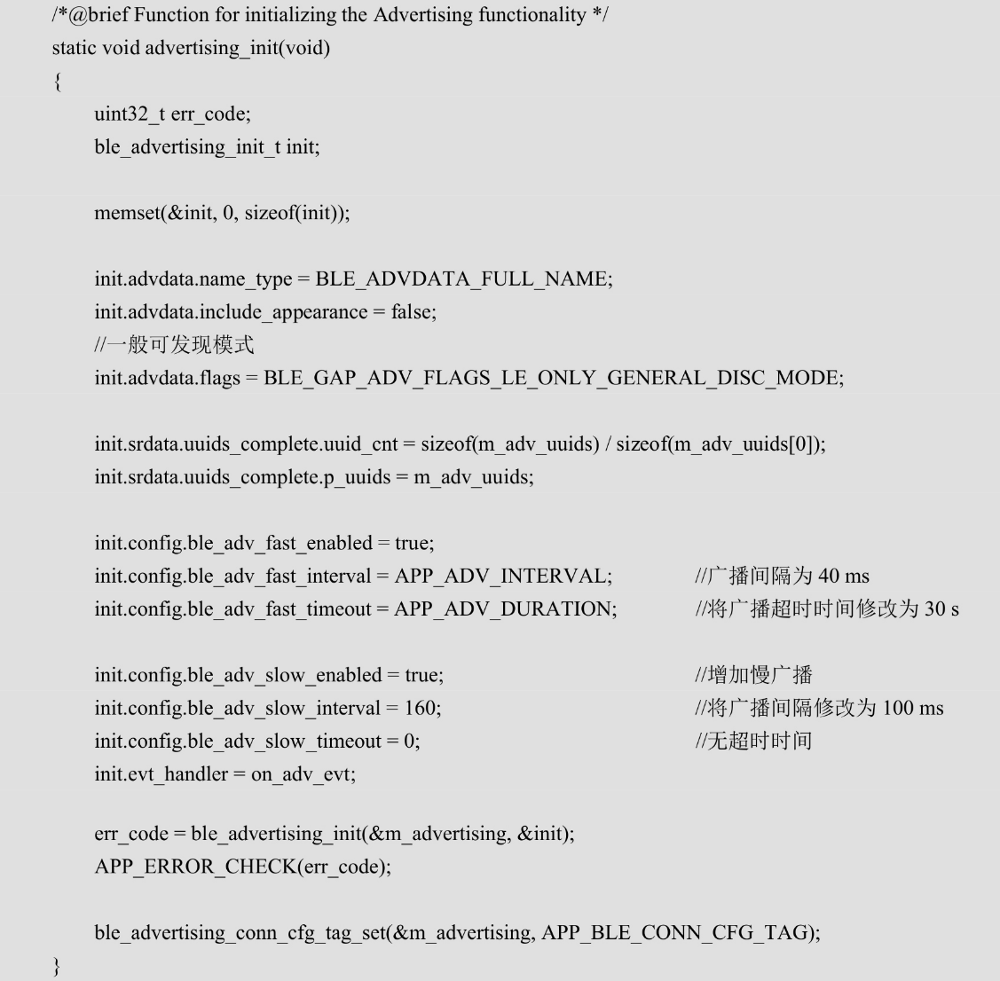 /*@brief Function for initializing the Advertising functionality */
static void advertising_init(void)
{
uint32_t err_code;
ble_advertising_init_t init;
memset(&init, 0, sizeof(init));
init.advdata.name_type = BLE_ADVDATA_FULL_NAME;
init.advdata.include_appearance = false;
//一般可发现模式
init.advdata.flags = BLE_GAP_ADV_FLAGS_LE_ONLY_GENERAL_DISC_MODE;
init.srdata.uuids_complete.uuid_cnt = sizeof(m_adv_uuids) / sizeof(m_adv_uuids[0]);
init.srdata.uuids_complete.p_uuids = m_adv_uuids;
init.config.ble_adv_fast_enabled = true;
init.config.ble_adv_fast_interval = APP_ADV_INTERVAL; //广播间隔为 40 ms
init.config.ble_adv_fast_timeout = APP_ADV_DURATION; //将广播超时时间修改为 30 s
init.config.ble_adv_slow_enabled = true; //增加慢广播
init.config.ble_adv_slow_interval = 160; //将广播间隔修改为 100 ms
init.config.ble_adv_slow_timeout = 0; //无超时时间
init.evt_handler = on_adv_evt;
err_code = ble_advertising_init(&m_advertising, &init);
APP_ERROR_CHECK(err_code);
ble_advertising_conn_cfg_tag_set(&m_advertising, APP_BLE_CONN_CFG_TAG);
}